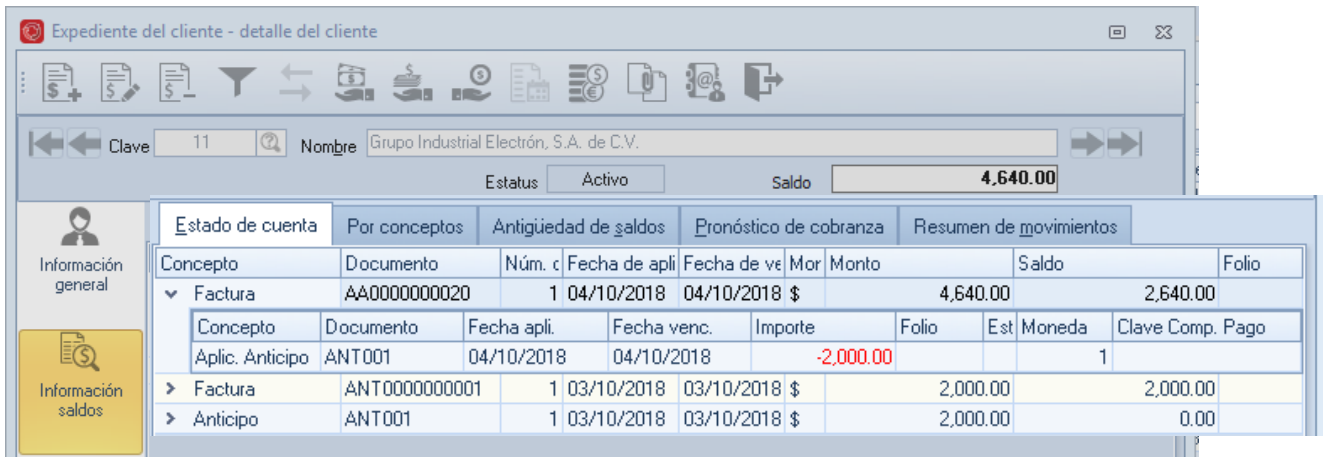 Expediente del cliente - detalle del cliente
Clave 11 Nombre Grupo Industrial Electrón, S.A. de C.V.
Estatus Activo Saldo 4,640.00
Información general
Información saldos
Estado de cuenta Por conceptos Antigüedad de saldos Pronóstico de cobranza Resumen de movimientos
Concepto Documento Núm. c Fecha de apli Fecha de ve Mor Monto Saldo Folio
Factura AA0000000020 1 04/10/2018 04/10/2018 $ 4,640.00 2,640.00
Concepto Documento Fecha apli. Fecha venc. Importe Folio Est Moneda Clave Comp. Pago
Aplic. Anticipo ANT001 04/10/2018 04/10/2018 -2,000.00 1
Factura ANT0000000001 1 03/10/2018 03/10/2018 $ 2,000.00 2,000.00
Anticipo ANT001 1 03/10/2018 03/10/2018 $ 2,000.00 0.00